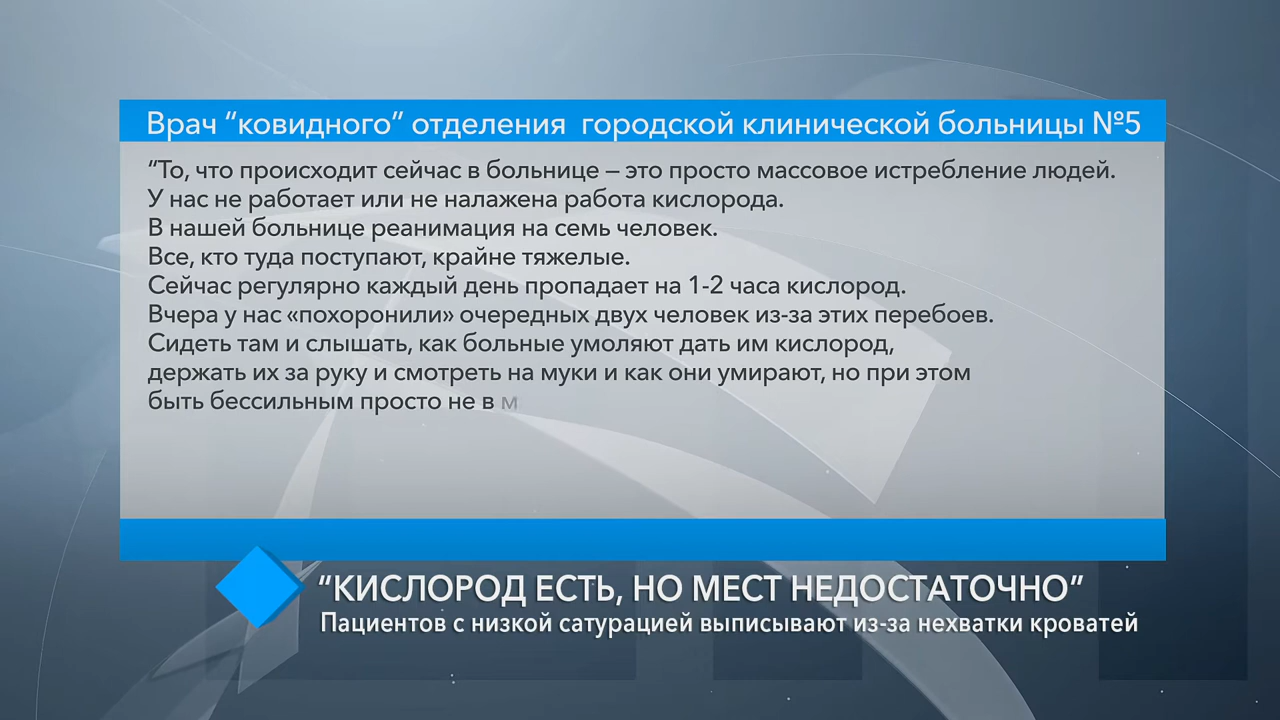 Врач “ковидного” отделения городской клинической больницы №5
“То, что происходит сейчас в больнице – это просто массовое истребление людей.
У нас не работает или не налажена работа кислорода.
В нашей больнице реанимация на семь человек.
Все, кто туда поступают, крайне тяжелые.
Сейчас регулярно каждый день пропадает на 1-2 часа кислород.
Вчера у нас «похоронили» очередных двух человек из-за этих перебоев.
Сидеть там и слышать, как больные умоляют дать им кислород,
держать их за руку и смотреть на муки и как они умирают, но при этом
быть бессильным просто не в м
“КИСЛОРОД ЕСТЬ, НО МЕСТ НЕДОСТАТОЧНО”
Пациентов с низкой сатурацией выписывают из-за нехватки кроватей